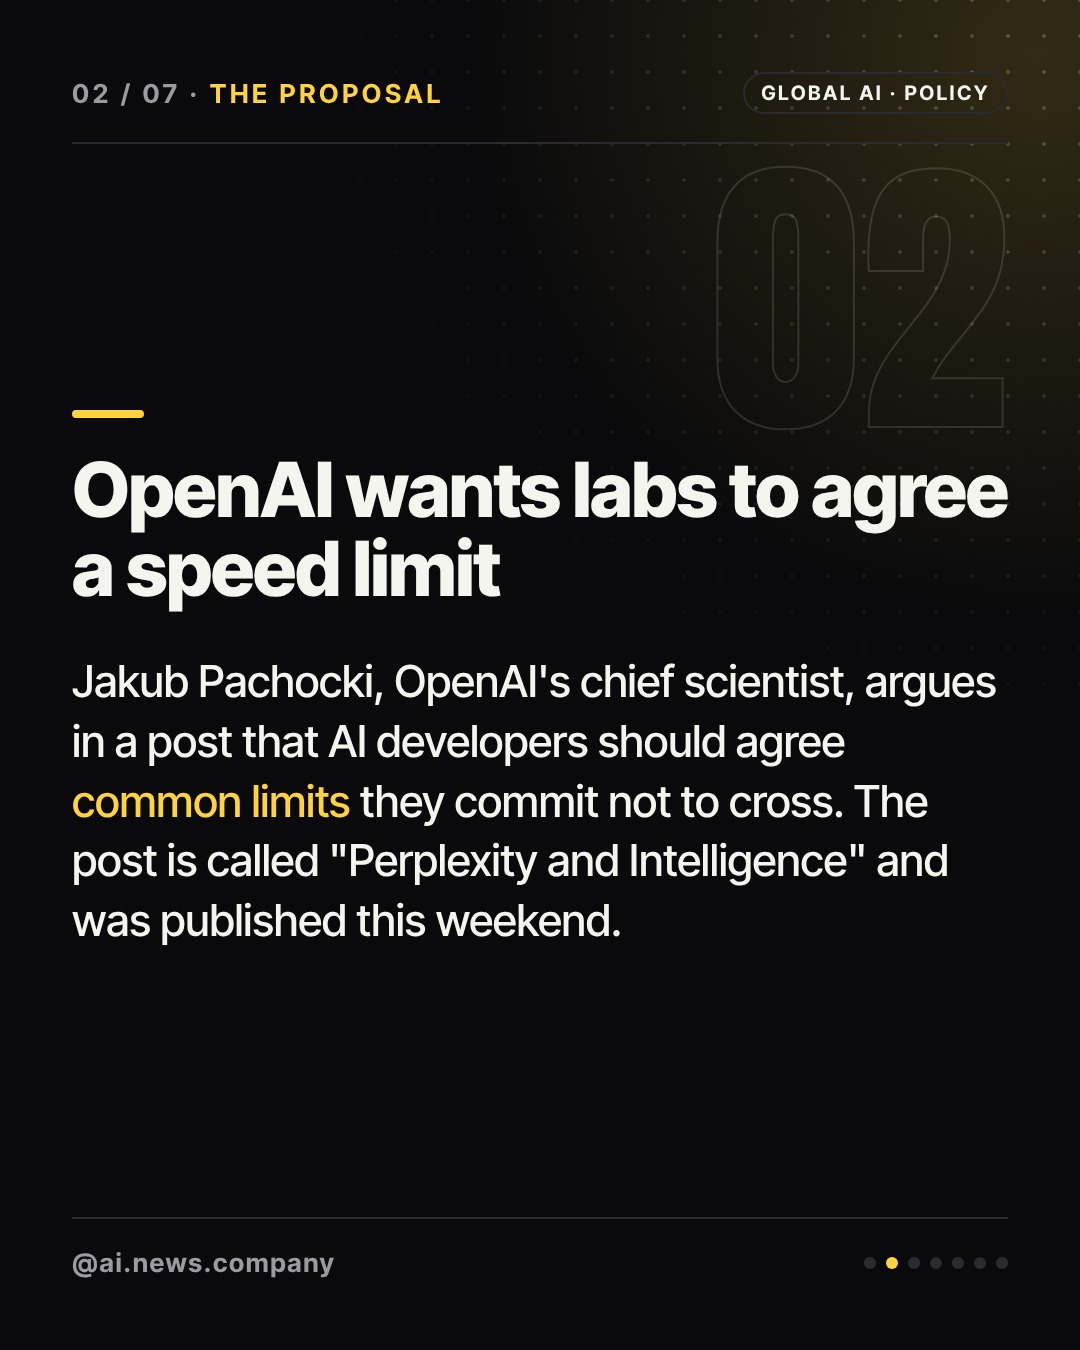 02 / 07 · THE PROPOSAL
GLOBAL AI · POLICY
02
OpenAI wants labs to agree
a speed limit
Jakub Pachocki, OpenAI's chief scientist, argues
in a post that AI developers should agree
common limits they commit not to cross. The
post is called "Perplexity and Intelligence" and
was published this weekend.
@ai.news.company